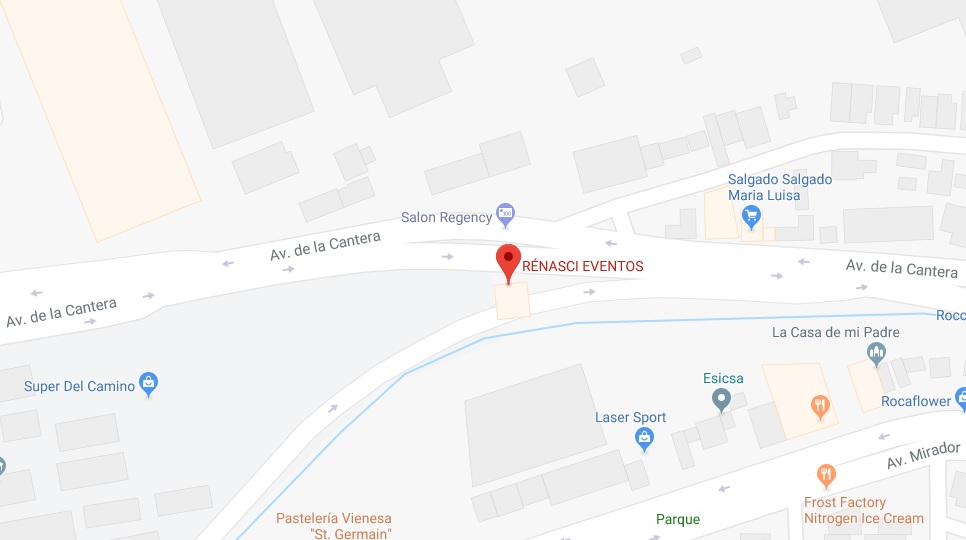 Salgado Salgado
Maria Luisa
Salon Regency
Av. de la Cantera
RÉNASCI EVENTOS
Av. de la Cantera
Av. de la Cantera
Rocc
La Casa de mi Padre
Super Del Camino
Esicsa
Rocaflower
Laser Sport
Av. Mirador
Frost Factory
Nitrogen Ice Cream
Pastelería Vienesa
"St. Germain"
Parque